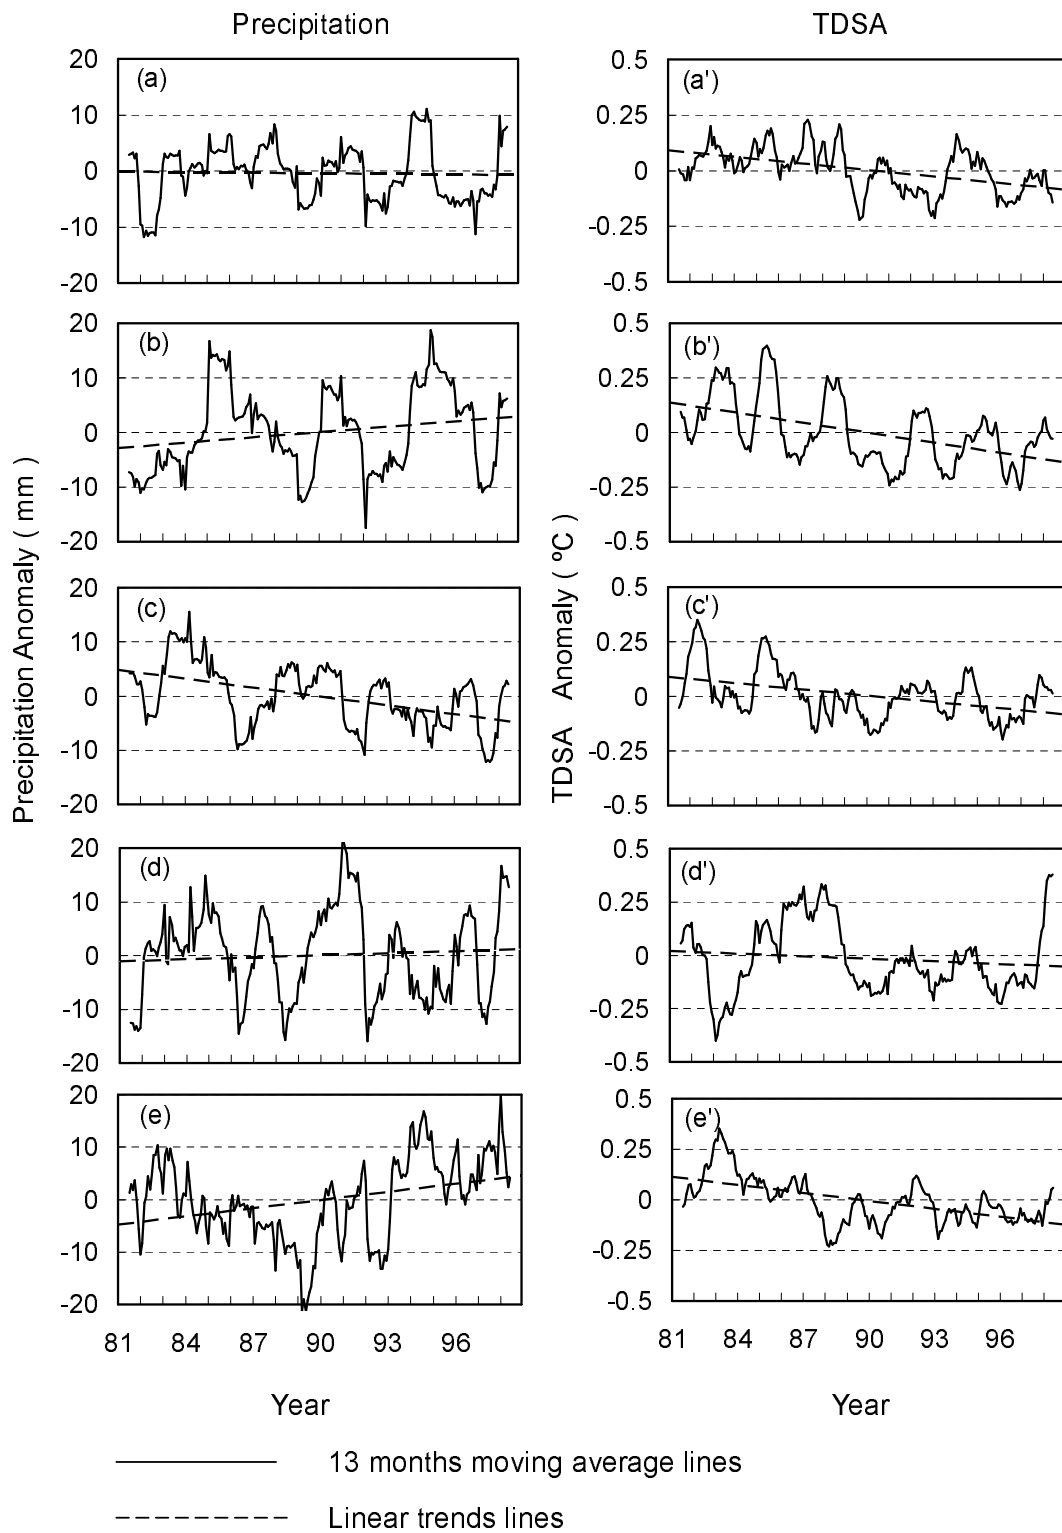 Precipitation TDSA
20 (a) 0.5 (a')
10 0.25
0 0
-10 -0.25
-20 -0.5
20 (b) 0.5 (b')
10 0.25
0 0
-10 -0.25
-20 -0.5
Precipitation Anomaly ( mm )
TDSA Anomaly ( ºC )
20 (c) 0.5 (c')
10 0.25
0 0
-10 -0.25
-20 -0.5
20 (d) 0.5 (d')
10 0.25
0 0
-10 -0.25
-20 -0.5
20 (e) 0.5 (e')
10 0.25
0 0
-10 -0.25
-20 -0.5
81 84 87 90 93 96 81 84 87 90 93 96
Year Year
13 months moving average lines
Linear trends lines